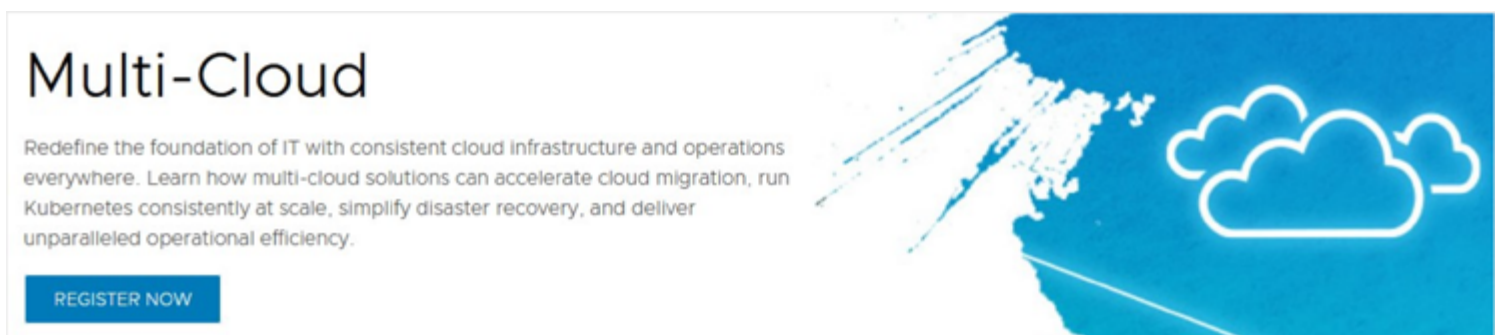 Multi-Cloud
Redefine the foundation of IT with consistent cloud infrastructure and operations
everywhere. Learn how multi-cloud solutions can accelerate cloud migration, run
Kubernetes consistently at scale, simplify disaster recovery, and deliver
unparalleled operational efficiency.
REGISTER NOW